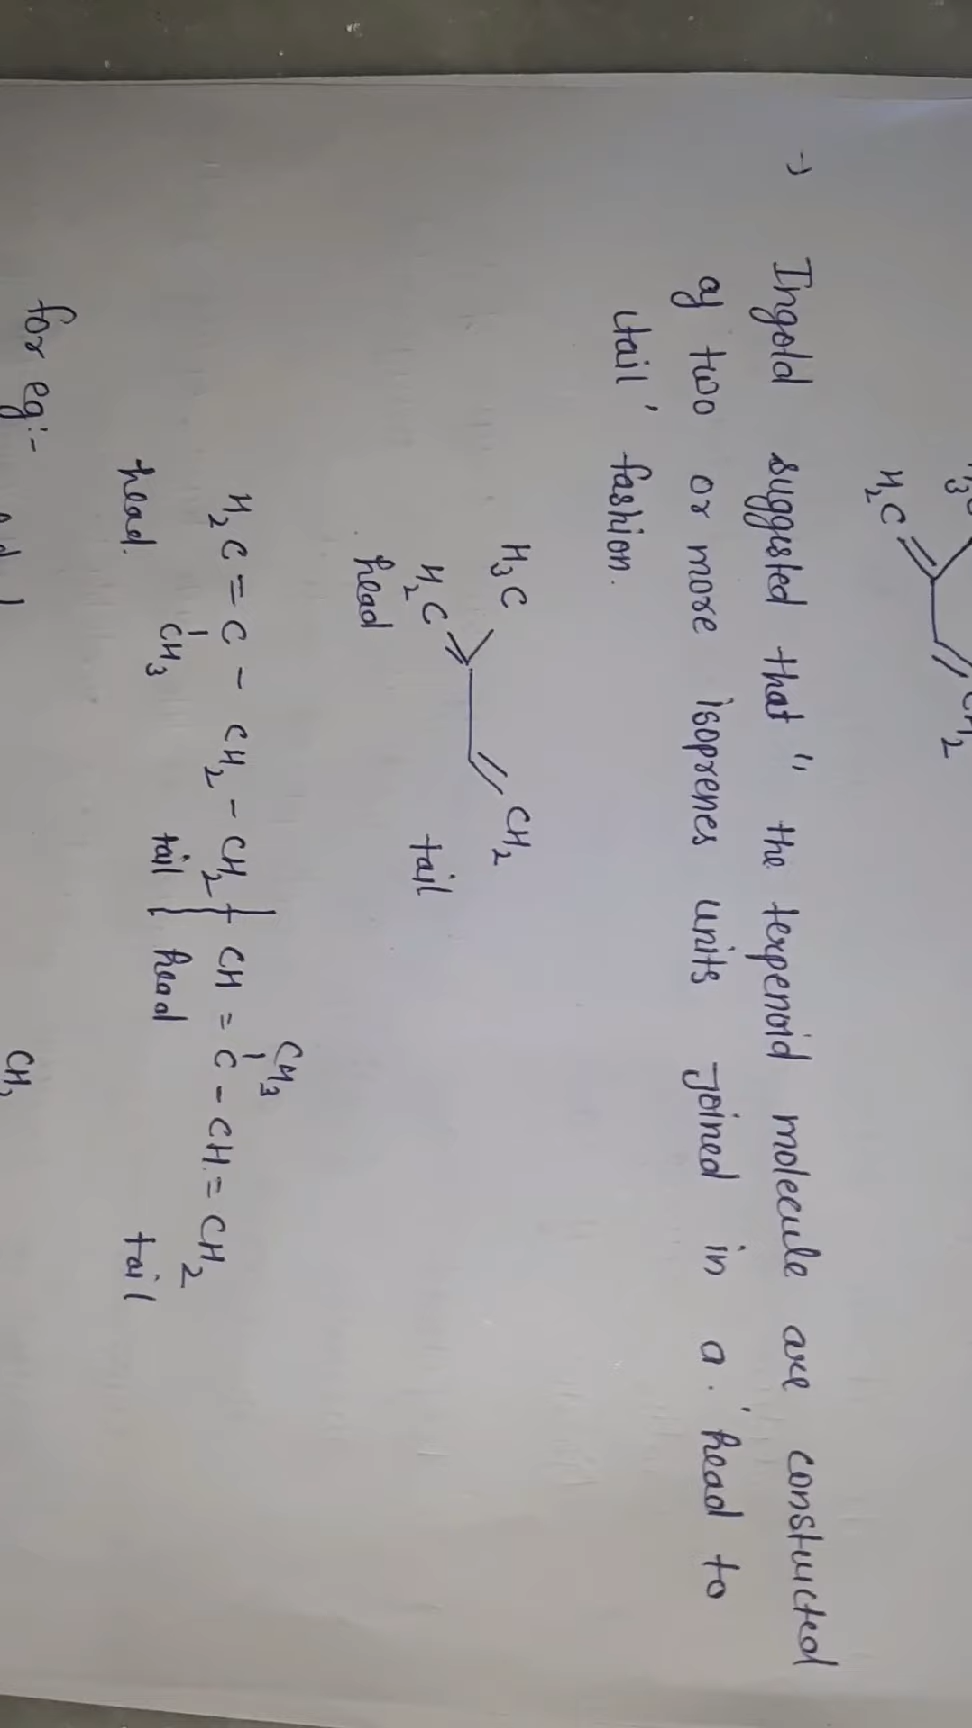 H₂C CH₂
→ Ingold suggested that " the terpenoid molecule are constucted
of two or more isoprenes units joined in a 'head to
tail' fashion.
H₃C CH₂
H₂C tail
head
CH₃
H₂C = C - CH₂ - CH₂ + CH = C - CH = CH₂
CH₃
head. tail } head tail
for eg:-